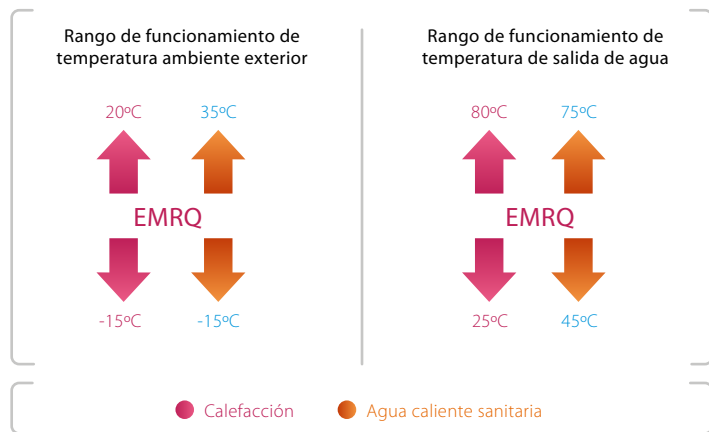 Rango de funcionamiento de
temperatura ambiente exterior
20ºC
35ºC
EMRQ
-15ºC
-15ºC
Rango de funcionamiento de
temperatura de salida de agua
80ºC
75ºC
EMRQ
25ºC
45ºC
Calefacción
Agua caliente sanitaria